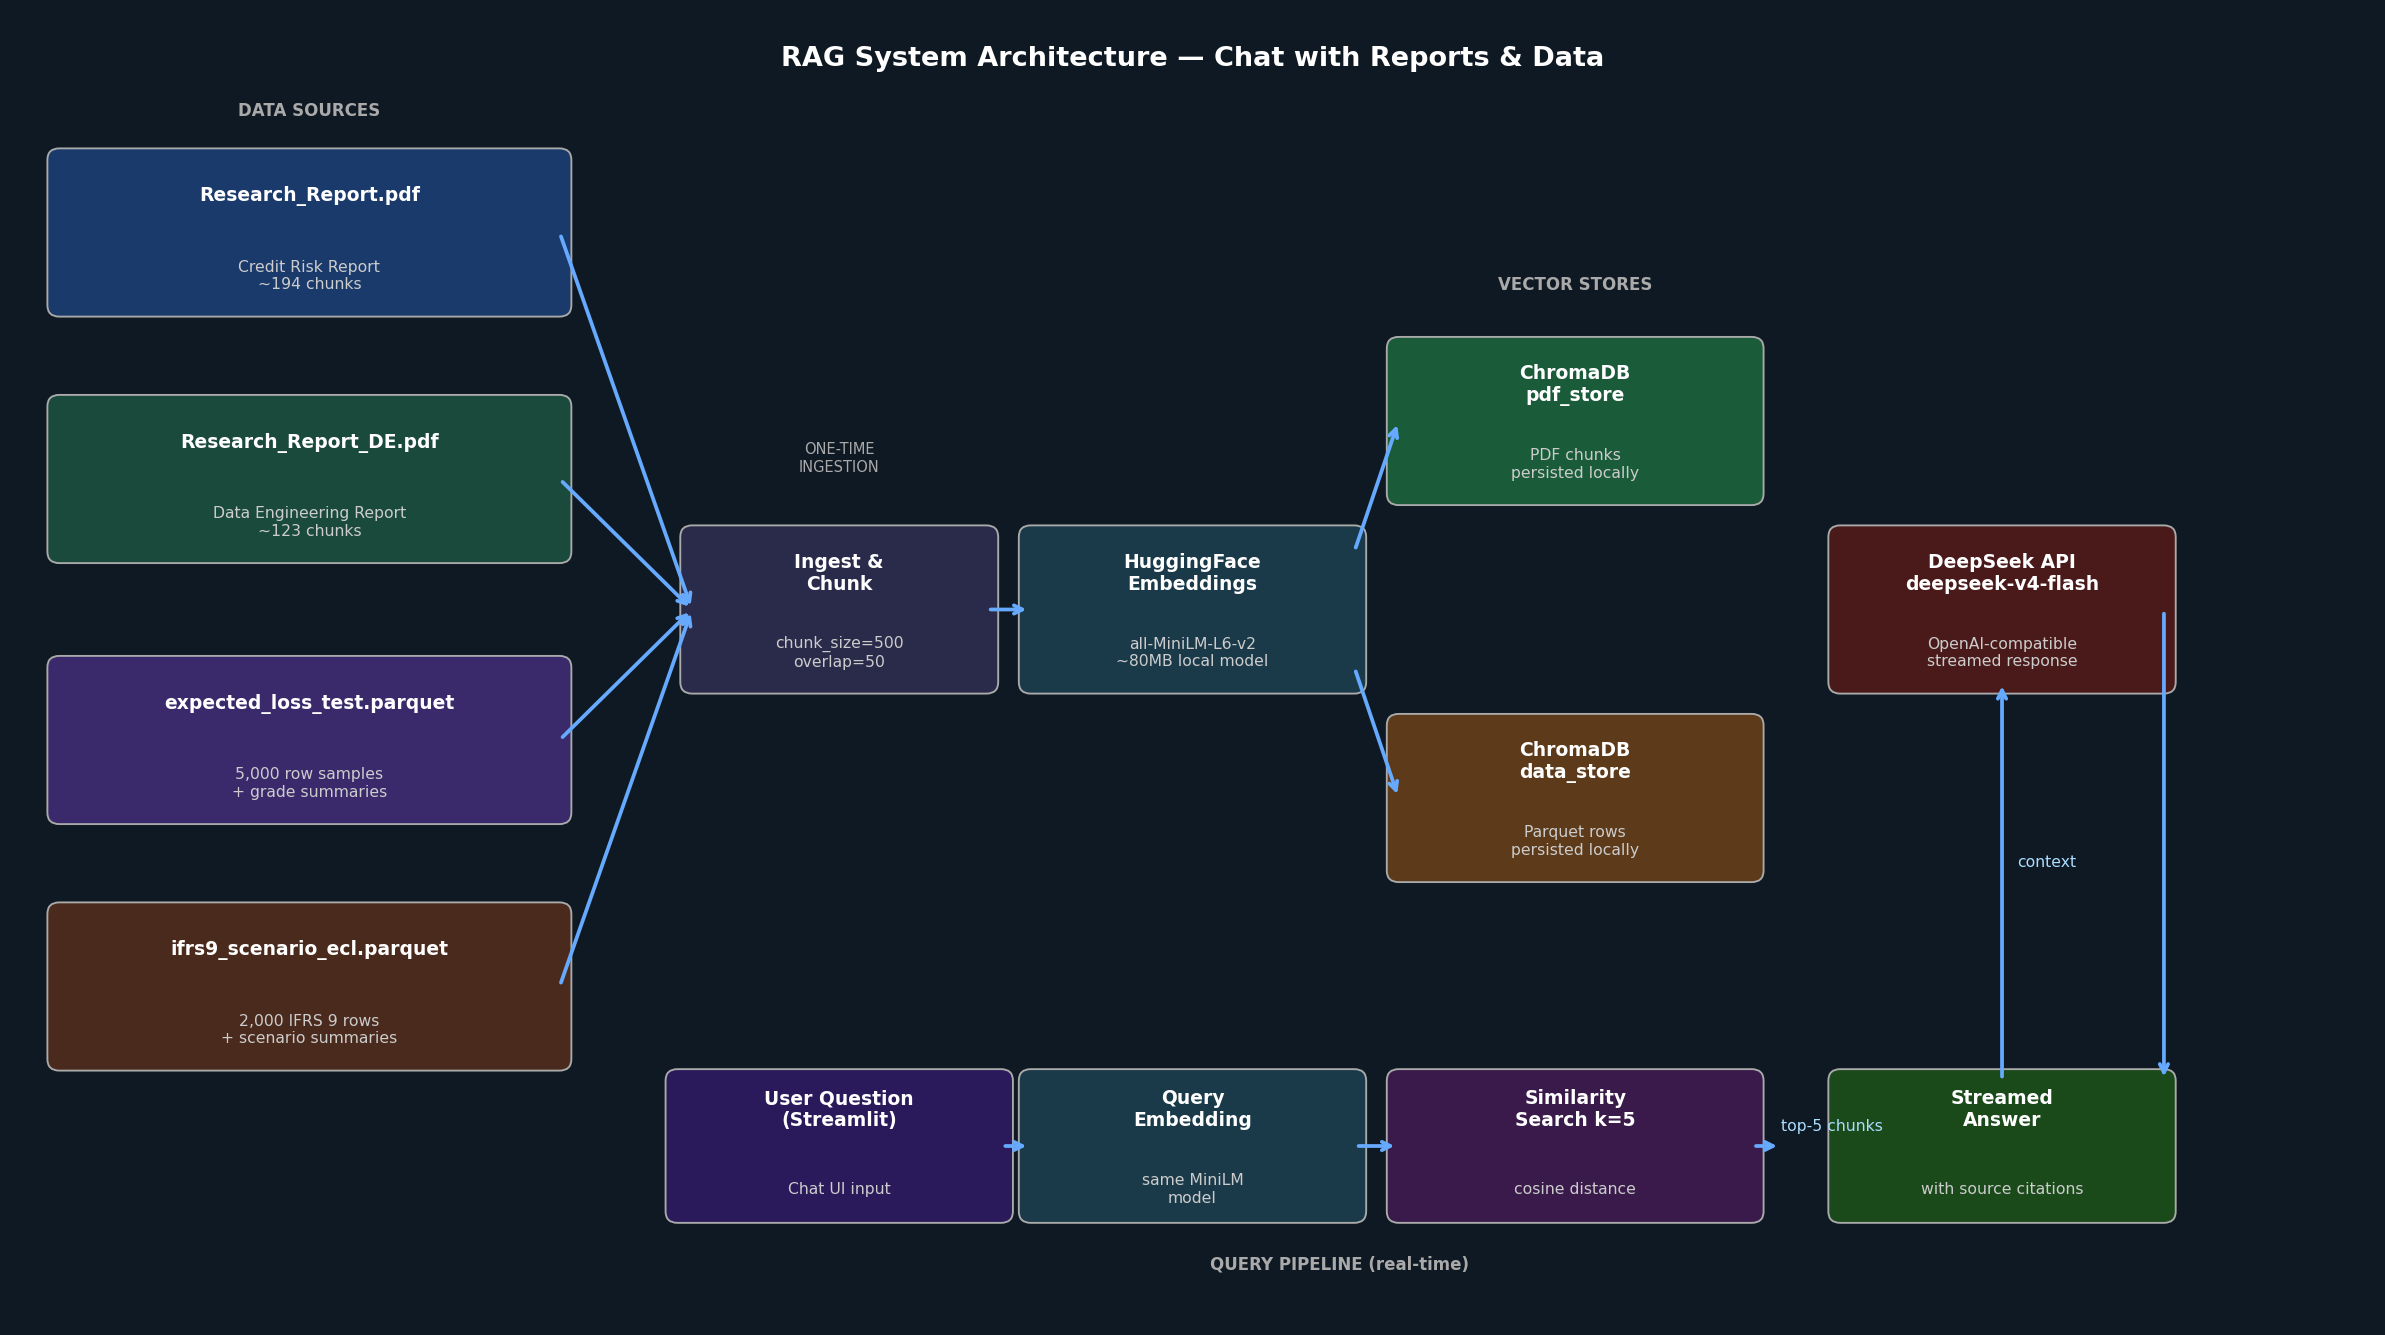 RAG System Architecture — Chat with Reports & Data
DATA SOURCES
Research_Report.pdf
Credit Risk Report
~194 chunks
Research_Report_DE.pdf
Data Engineering Report
~123 chunks
expected_loss_test.parquet
5,000 row samples
+ grade summaries
ifrs9_scenario_ecl.parquet
2,000 IFRS 9 rows
+ scenario summaries
ONE-TIME
INGESTION
Ingest &
Chunk
chunk_size=500
overlap=50
HuggingFace
Embeddings
all-MiniLM-L6-v2
~80MB local model
VECTOR STORES
ChromaDB
pdf_store
PDF chunks
persisted locally
ChromaDB
data_store
Parquet rows
persisted locally
DeepSeek API
deepseek-v4-flash
OpenAI-compatible
streamed response
context
User Question
(Streamlit)
Chat UI input
Query
Embedding
same MiniLM
model
Similarity
Search k=5
cosine distance
top-5 chunks
Streamed
Answer
with source citations
QUERY PIPELINE (real-time)